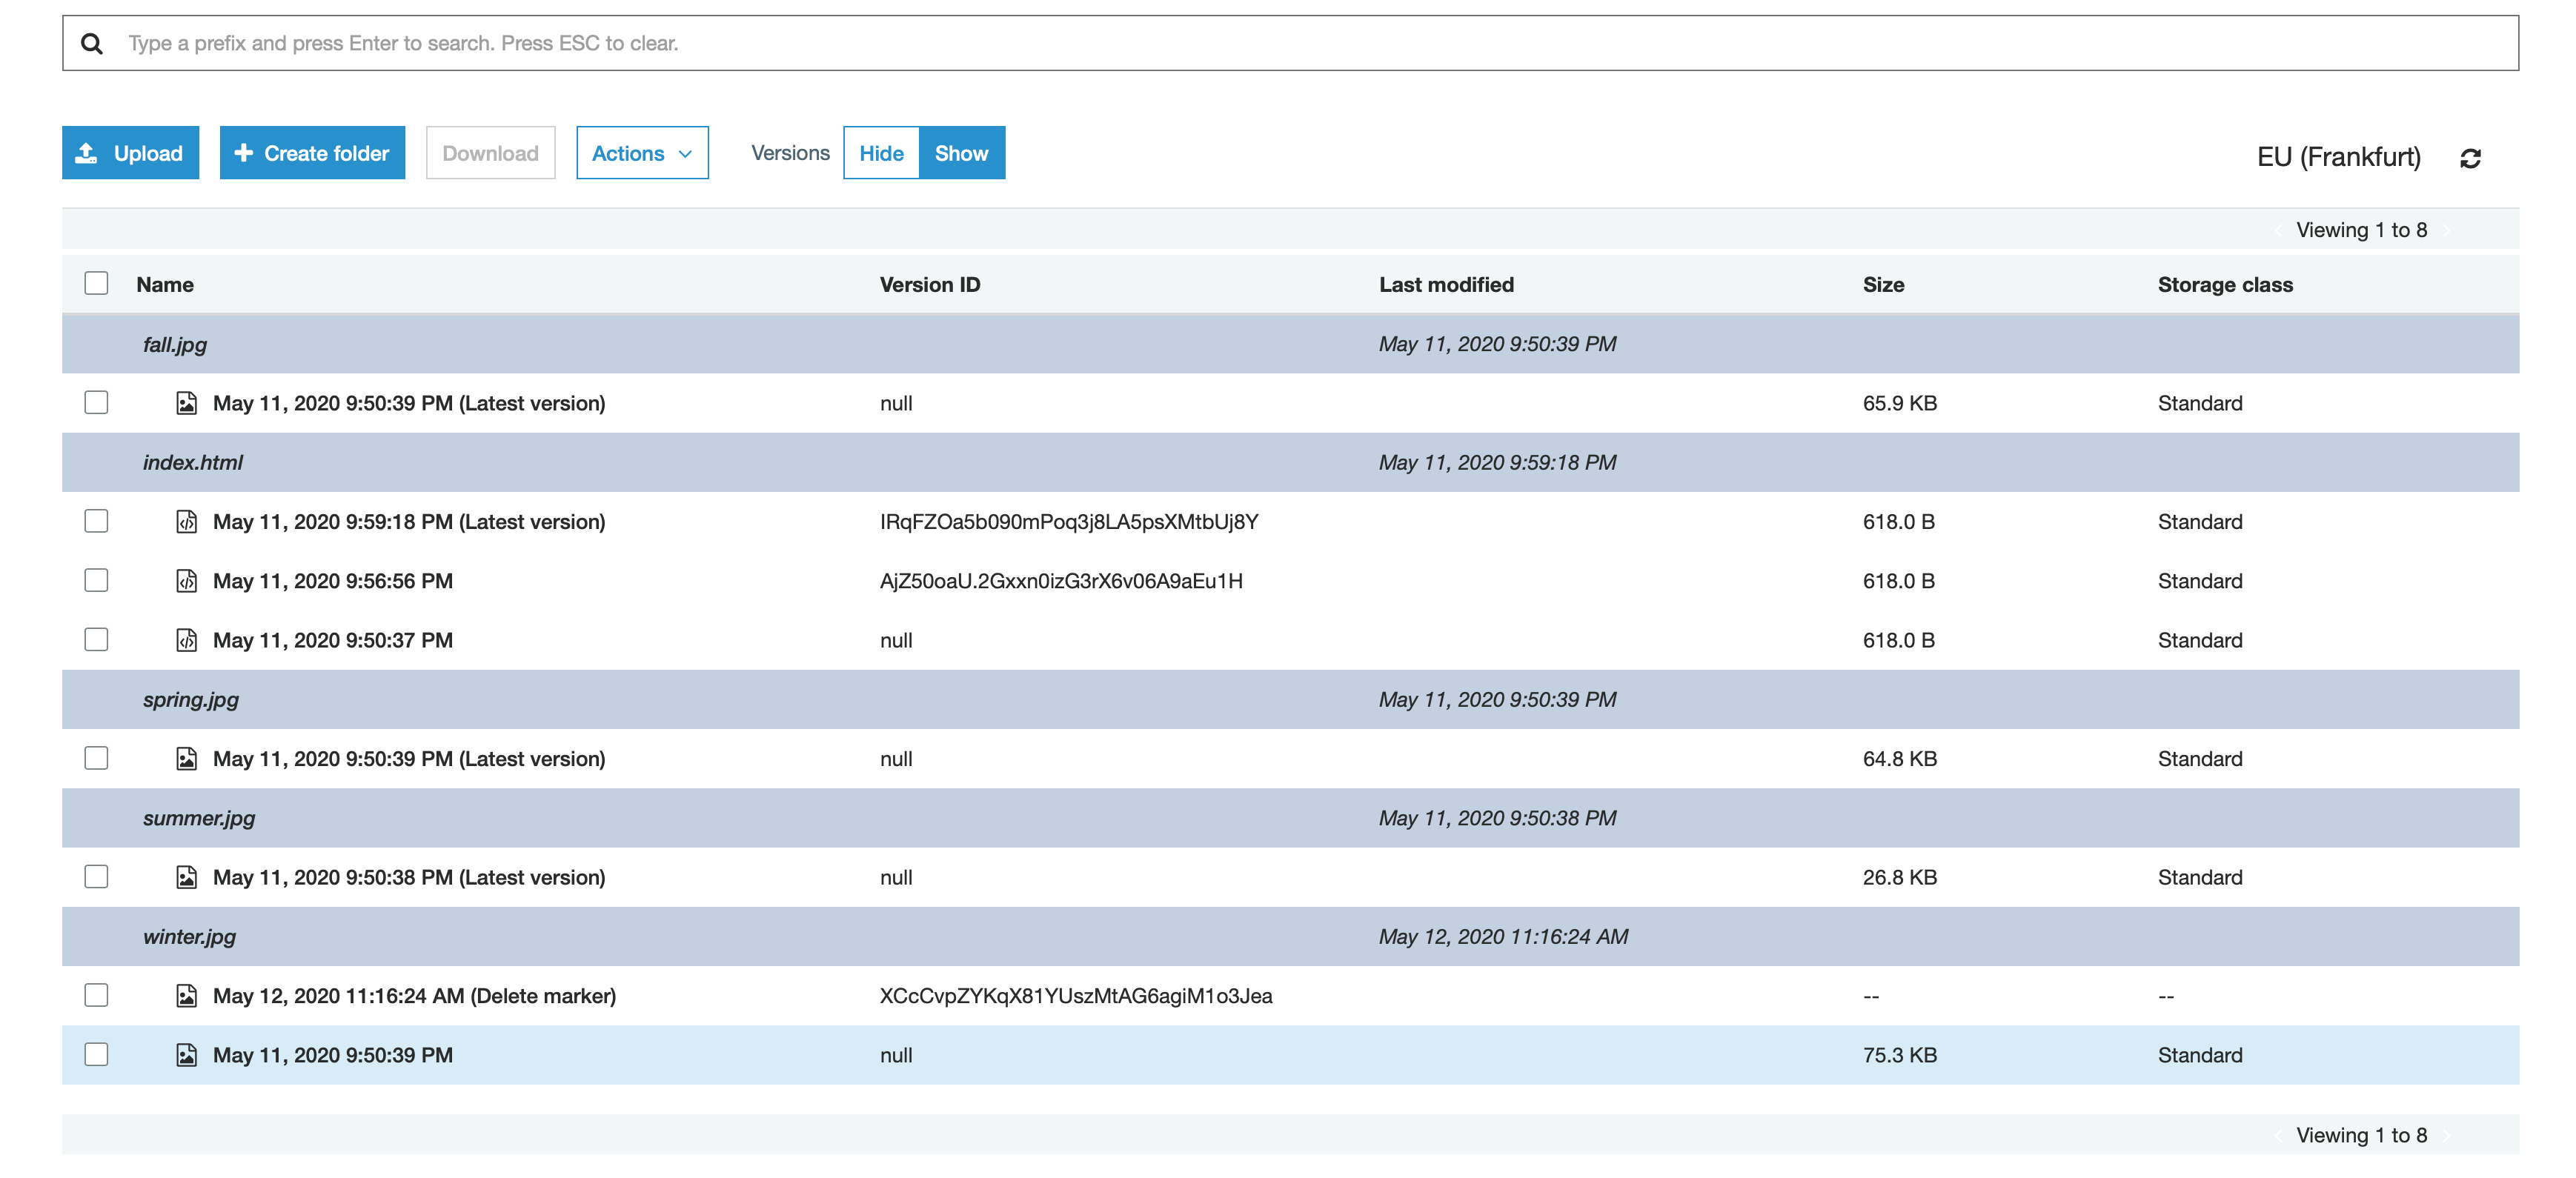 Type a prefix and press Enter to search. Press ESC to clear.
Upload Create folder Download Actions Versions Hide Show EU (Frankfurt)
Viewing 1 to 8
Name Version ID Last modified Size Storage class
fall.jpg May 11, 2020 9:50:39 PM
May 11, 2020 9:50:39 PM (Latest version) null 65.9 KB Standard
index.html May 11, 2020 9:59:18 PM
May 11, 2020 9:59:18 PM (Latest version) IRqFZOa5b090mPoq3j8LA5psXMtbUj8Y 618.0 B Standard
May 11, 2020 9:56:56 PM AjZ50oaU.2Gxxn0izG3rX6v06A9aEu1H 618.0 B Standard
May 11, 2020 9:50:37 PM null 618.0 B Standard
spring.jpg May 11, 2020 9:50:39 PM
May 11, 2020 9:50:39 PM (Latest version) null 64.8 KB Standard
summer.jpg May 11, 2020 9:50:38 PM
May 11, 2020 9:50:38 PM (Latest version) null 26.8 KB Standard
winter.jpg May 12, 2020 11:16:24 AM
May 12, 2020 11:16:24 AM (Delete marker) XCcCvpZYKqX81YUszMtAG6agiM1o3Jea -- --
May 11, 2020 9:50:39 PM null 75.3 KB Standard
Viewing 1 to 8